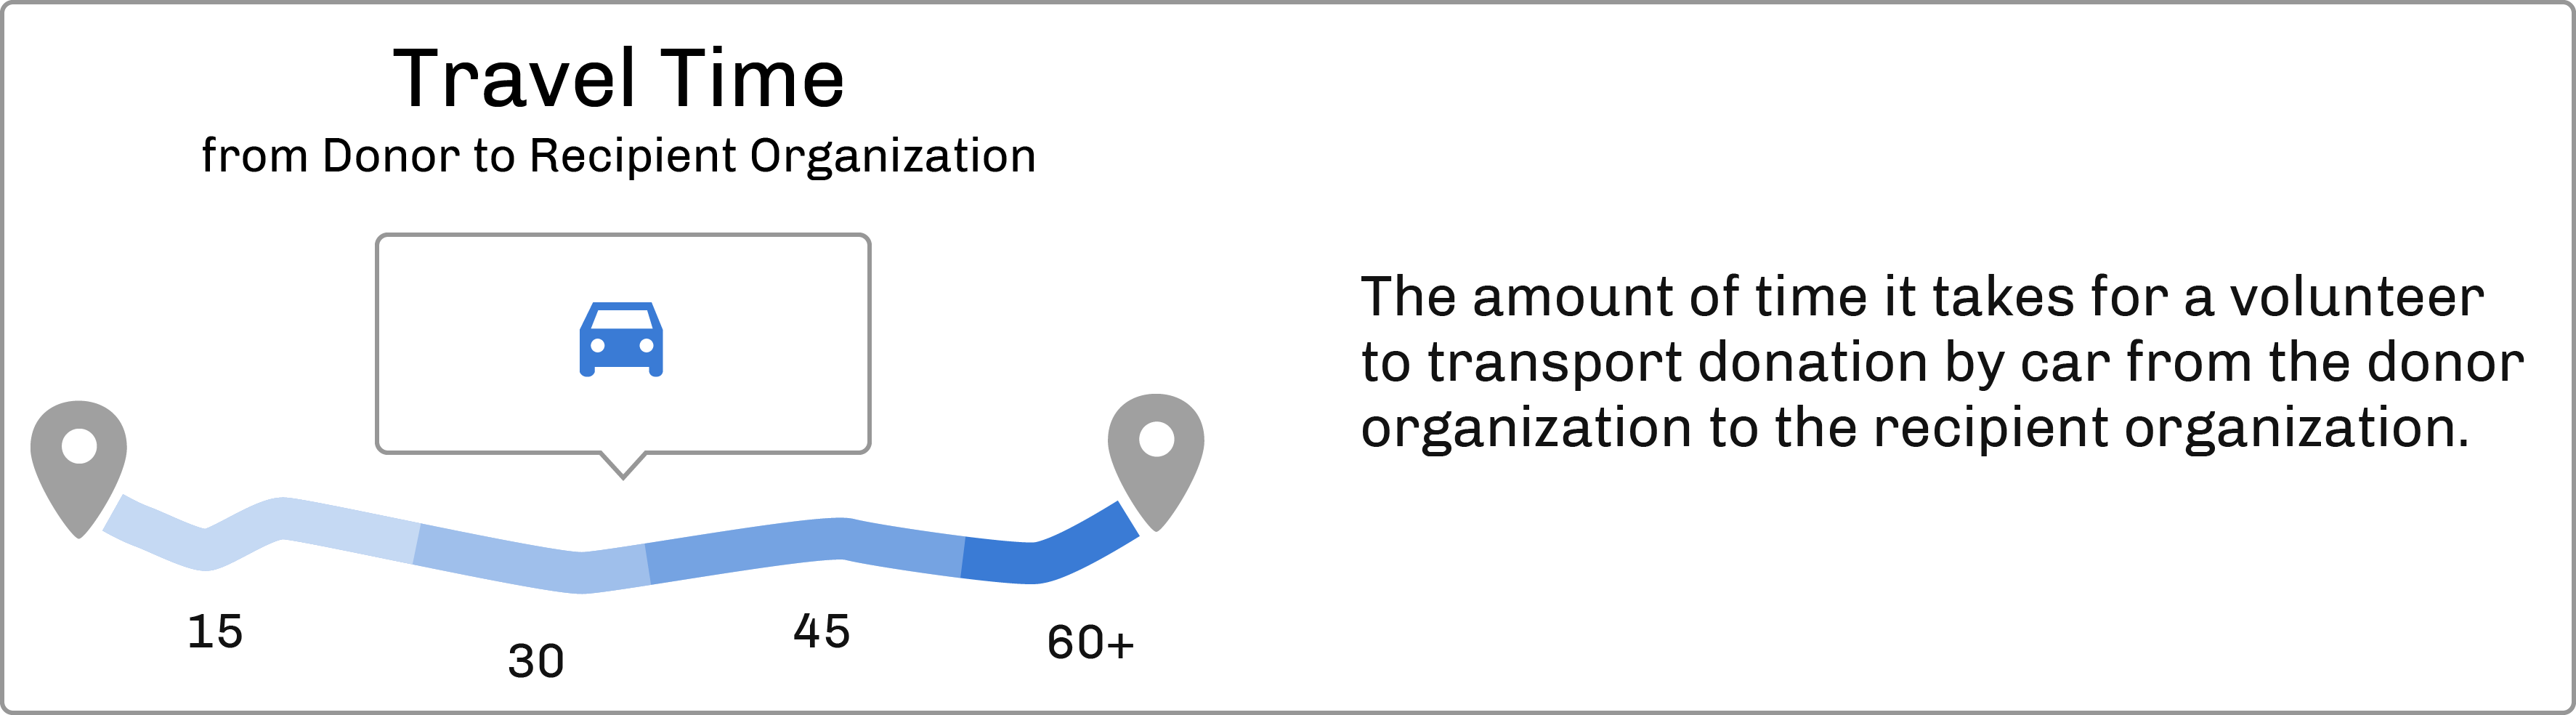 Travel Time
from Donor to Recipient Organization
The amount of time it takes for a volunteer
to transport donation by car from the donor
organization to the recipient organization.
15
30
45
60+